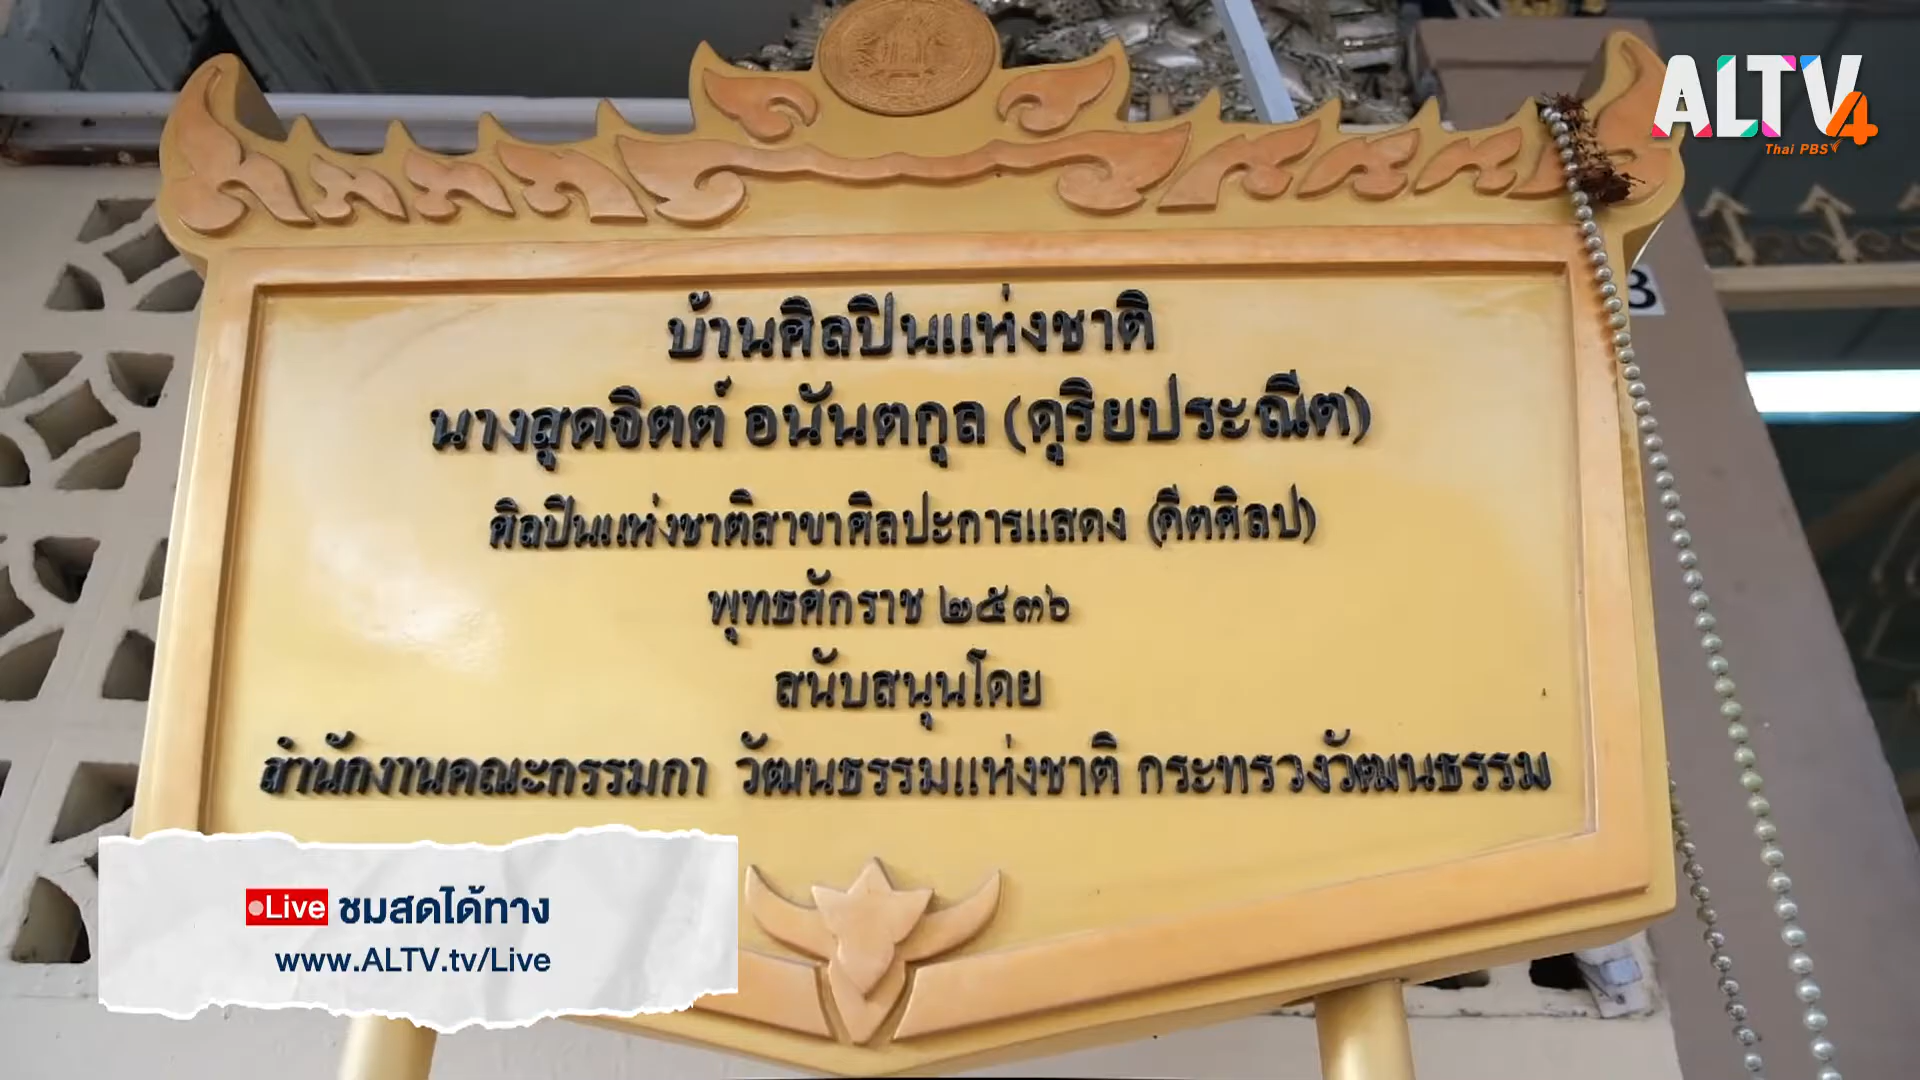 ALTV4
Thai PBS
บ้านศิลปินแห่งชาติ
นางสุดจิตต์ อนันตกุล (ดุริยประณีต)
ศิลปินแห่งชาติสาขาศิลปะการแสดง (คีตศิลป)
พุทธศักราช ๒๕๓๖
สนับสนุนโดย
สำนักงานคณะกรรมกา วัฒนธรรมแห่งชาติ กระทรวงวัฒนธรรม
Live ชมสดได้ทาง
www.ALTV.tv/Live